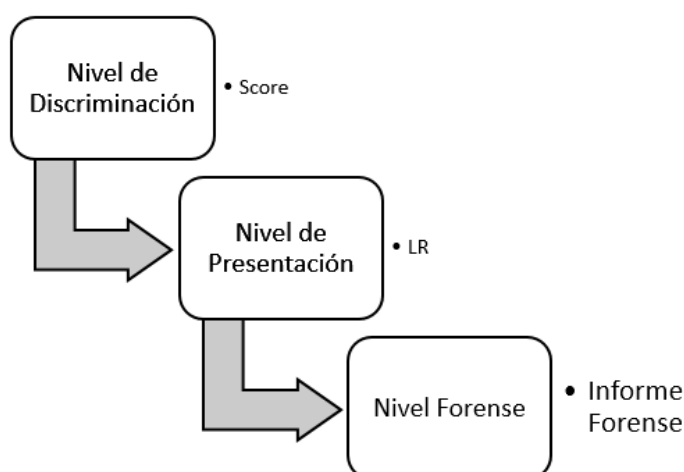 Nivel de
Discriminación
• Score
Nivel de
Presentación
• LR
Nivel Forense
• Informe
Forense